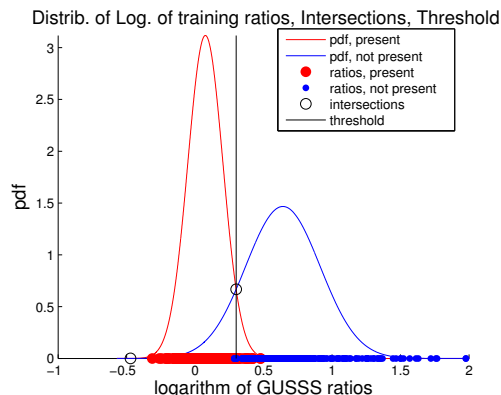 Distrib. of Log. of training ratios, Intersections, Threshold
pdf, present
pdf, not present
ratios, present
ratios, not present
intersections
threshold
pdf
3
2.5
2
1.5
1
0.5
0
-1
-0.5
0
0.5
1
1.5
2
logarithm of GUSSS ratios